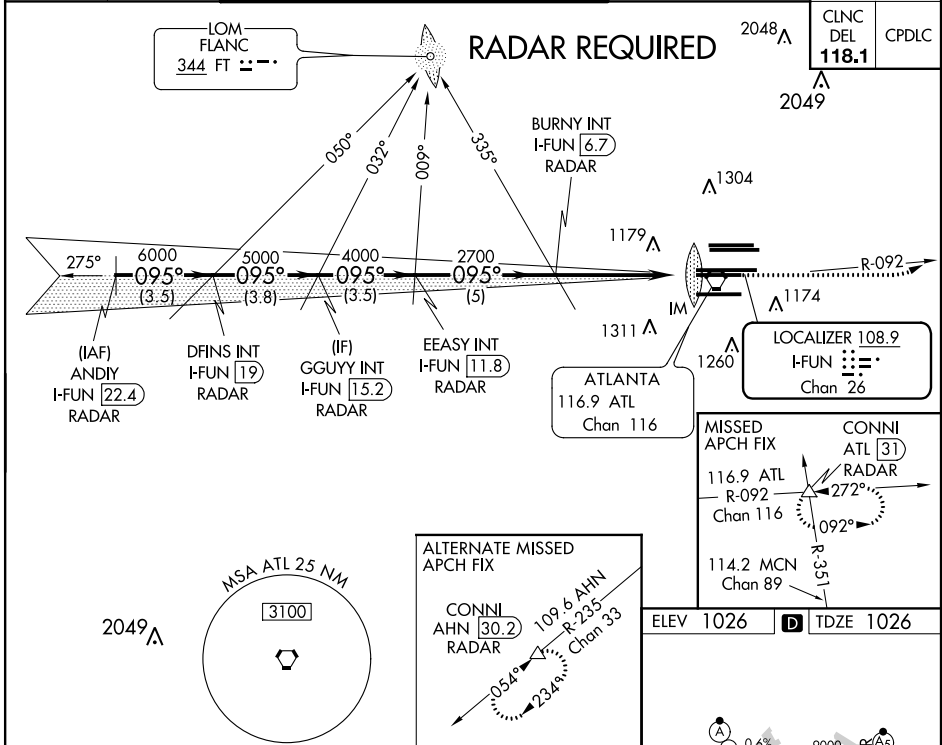 LOM
FLANC
344 FT
RADAR REQUIRED
2048
CLNC
DEL
118.1
CPDLC
2049
BURNY INT
I-FUN 6.7
RADAR
050°
032°
009°
335°
1304
1179
275°
6000
095°
(3.5)
5000
095°
(3.8)
4000
095°
(3.5)
2700
095°
(5)
R-092
IM
1174
1311
1260
(IAF)
ANDIY
I-FUN 22.4
RADAR
DFINS INT
I-FUN 19
RADAR
(IF)
GGUYY INT
I-FUN 15.2
RADAR
EEASY INT
I-FUN 11.8
RADAR
ATLANTA
116.9 ATL
Chan 116
LOCALIZER 108.9
I-FUN
Chan 26
MISSED
APCH FIX
CONNI
ATL 31
RADAR
116.9 ATL
R-092
Chan 116
272°
092°
R-351
114.2 MCN
Chan 89
MSA ATL 25 NM
3100
2049
ALTERNATE MISSED
APCH FIX
CONNI
AHN 30.2
RADAR
109.6 AHN
R-235
Chan 33
054°
234°
ELEV 1026
D
TDZE 1026
A
0.6%
9000
A5